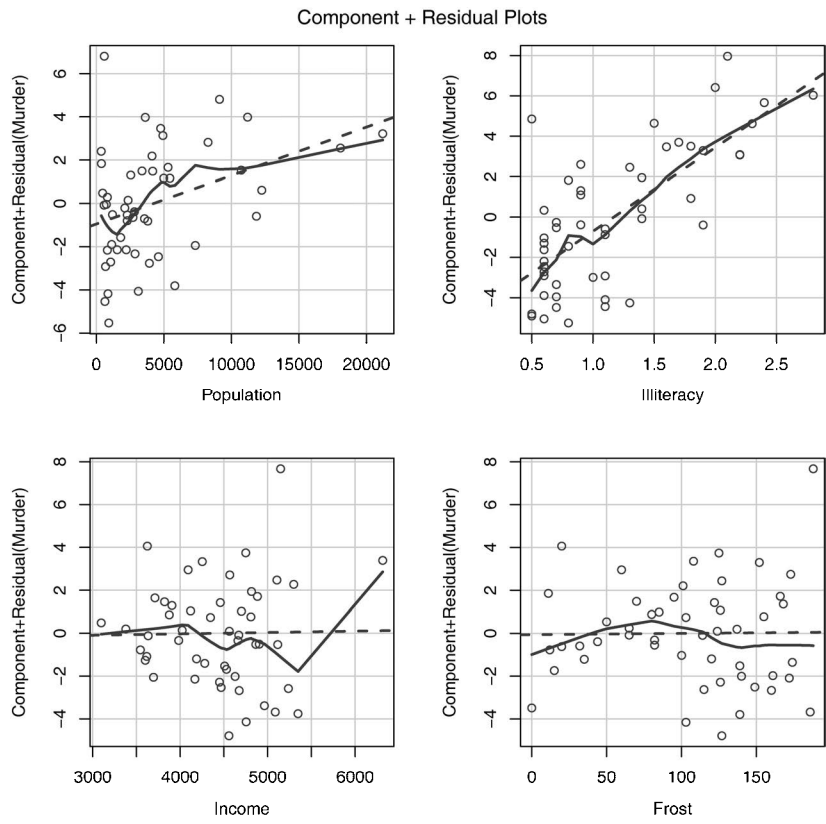 Component + Residual Plots
Component+Residual(Murder)
6
4
2
0
−2
−4
−6
0 5000 10000 15000 20000
Population
Component+Residual(Murder)
8
6
4
2
0
−2
−4
0.5 1.0 1.5 2.0 2.5
Illiteracy
Component+Residual(Murder)
8
6
4
2
0
−2
−4
3000 4000 5000 6000
Income
Component+Residual(Murder)
8
6
4
2
0
−2
−4
0 50 100 150
Frost